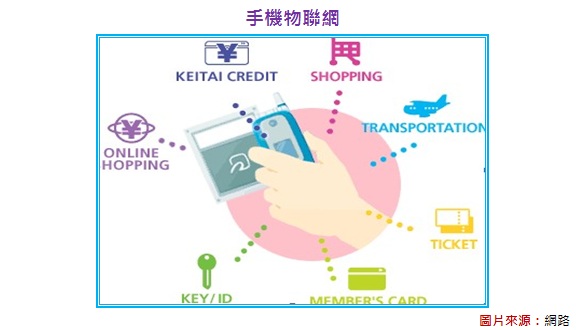 手機物聯網
KEITAI CREDIT
SHOPPING
TRANSPORTATION
ONLINE
HOPPING
TICKET
KEY/ID
MEMBER'S CARD
圖片來源：網路